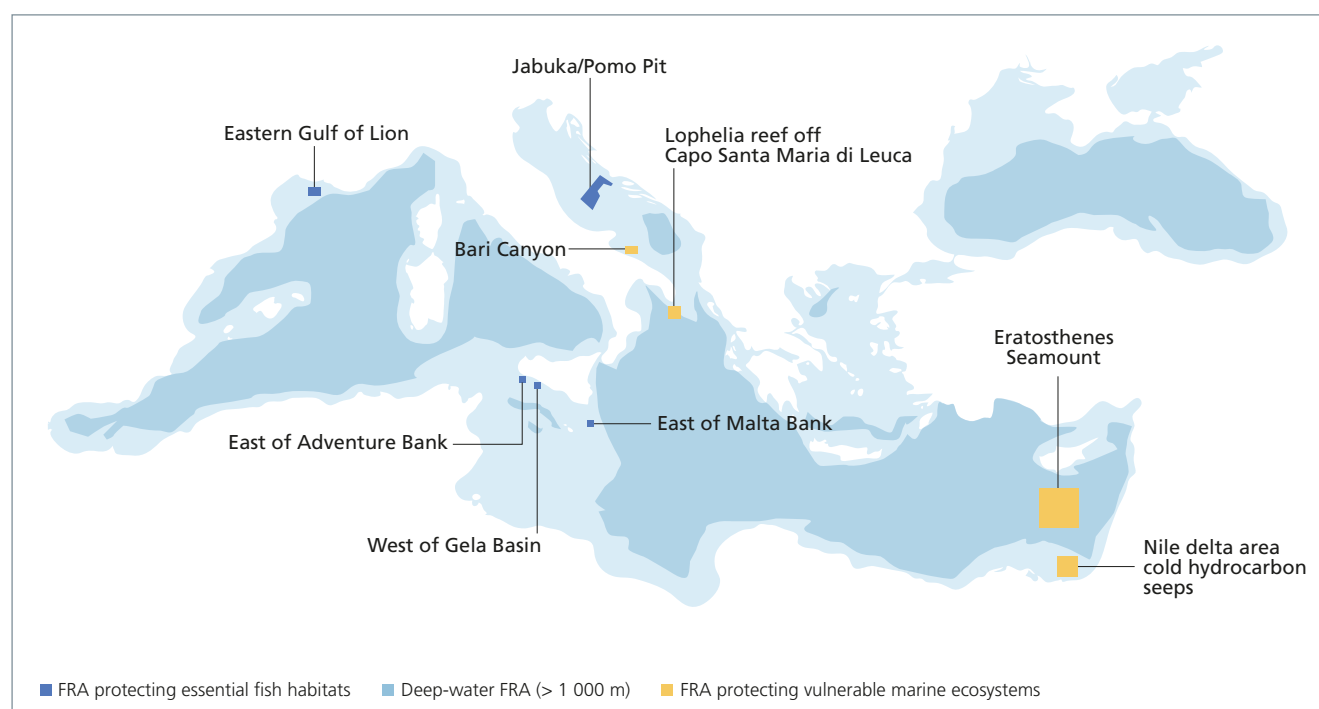 Jabuka/Pomo Pit
Eastern Gulf of Lion
Lophelia reef off
Capo Santa Maria di Leuca
Bari Canyon
Eratosthenes
Seamount
East of Malta Bank
East of Adventure Bank
West of Gela Basin
Nile delta area
cold hydrocarbon
seeps
FRA protecting essential fish habitats
Deep-water FRA (> 1 000 m)
FRA protecting vulnerable marine ecosystems